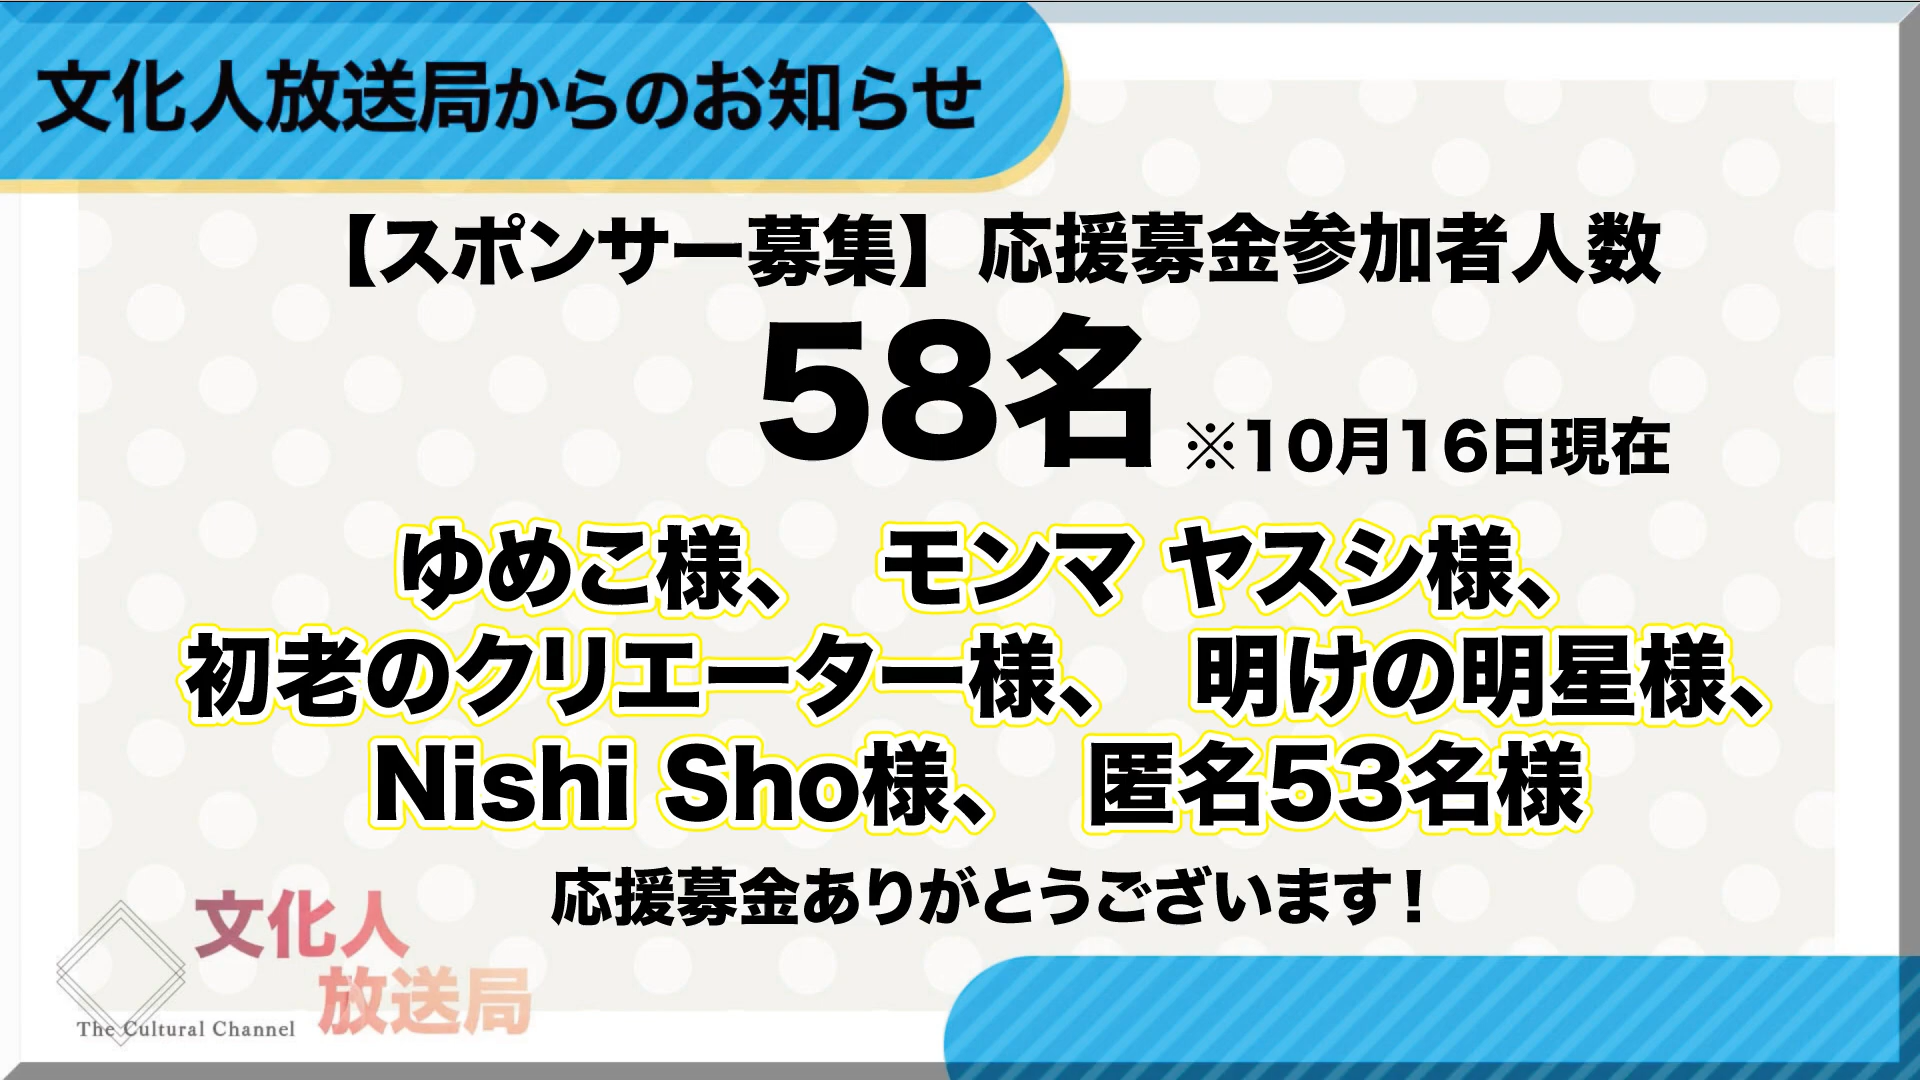 文化人放送局からのお知らせ
【スポンサー募集】応援募金参加者人数
58名 ※10月16日現在
ゆめこ様、 モンマ ヤスシ様、
初老のクリエーター様、 明けの明星様、
Nishi Sho様、 匿名53名様
応援募金ありがとうございます！
文化人
放送局
The Cultural Channel